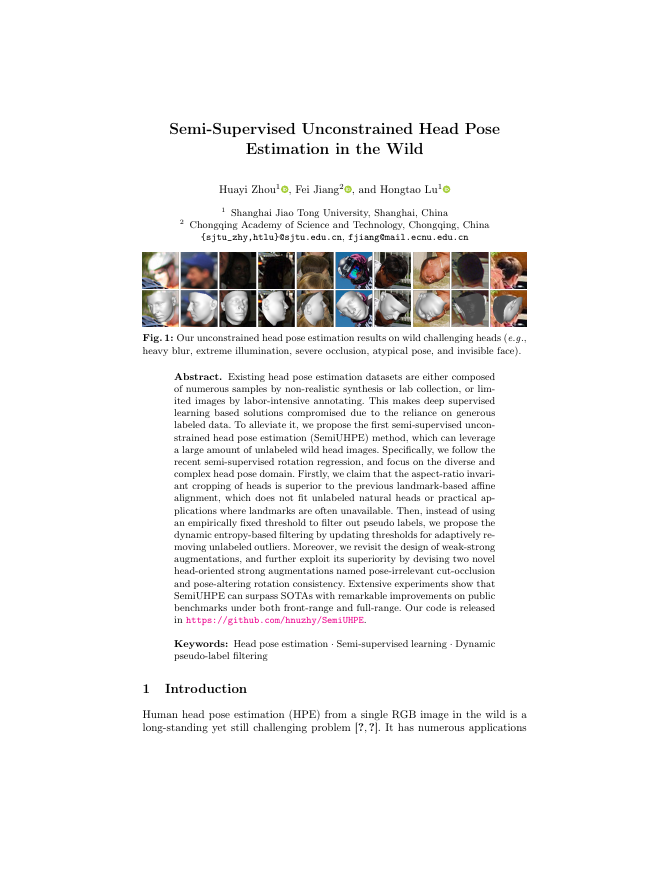 Semi-Supervised Unconstrained Head Pose
Estimation in the Wild
Huayi Zhou1, Fei Jiang2, and Hongtao Lu1
1 Shanghai Jiao Tong University, Shanghai, China
2 Chongqing Academy of Science and Technology, Chongqing, China
{sjtu_zhy,htlu}@sjtu.edu.cn, fjiang@mail.ecnu.edu.cn
Fig. 1: Our unconstrained head pose estimation results on wild challenging heads (e.g.,
heavy blur, extreme illumination, severe occlusion, atypical pose, and invisible face).
Abstract. Existing head pose estimation datasets are either composed
of numerous samples by non-realistic synthesis or lab collection, or lim-
ited images by labor-intensive annotating. This makes deep supervised
learning based solutions compromised due to the reliance on generous
labeled data. To alleviate it, we propose the first semi-supervised uncon-
strained head pose estimation (SemiUHPE) method, which can leverage
a large amount of unlabeled wild head images. Specifically, we follow the
recent semi-supervised rotation regression, and focus on the diverse and
complex head pose domain. Firstly, we claim that the aspect-ratio invari-
ant cropping of heads is superior to the previous landmark-based affine
alignment, which does not fit unlabeled natural heads or practical ap-
plications where landmarks are often unavailable. Then, instead of using
an empirically fixed threshold to filter out pseudo labels, we propose the
dynamic entropy-based filtering by updating thresholds for adaptively re-
moving unlabeled outliers. Moreover, we revisit the design of weak-strong
augmentations, and further exploit its superiority by devising two novel
head-oriented strong augmentations named pose-irrelevant cut-occlusion
and pose-altering rotation consistency. Extensive experiments show that
SemiUHPE can surpass SOTAs with remarkable improvements on public
benchmarks under both front-range and full-range. Our code is released
in https://github.com/hnuzhy/SemiUHPE.
Keywords: Head pose estimation · Semi-supervised learning · Dynamic
pseudo-label filtering
1 Introduction
Human head pose estimation (HPE) from a single RGB image in the wild is a
long-standing yet still challenging problem [?, ?]. It has numerous applications